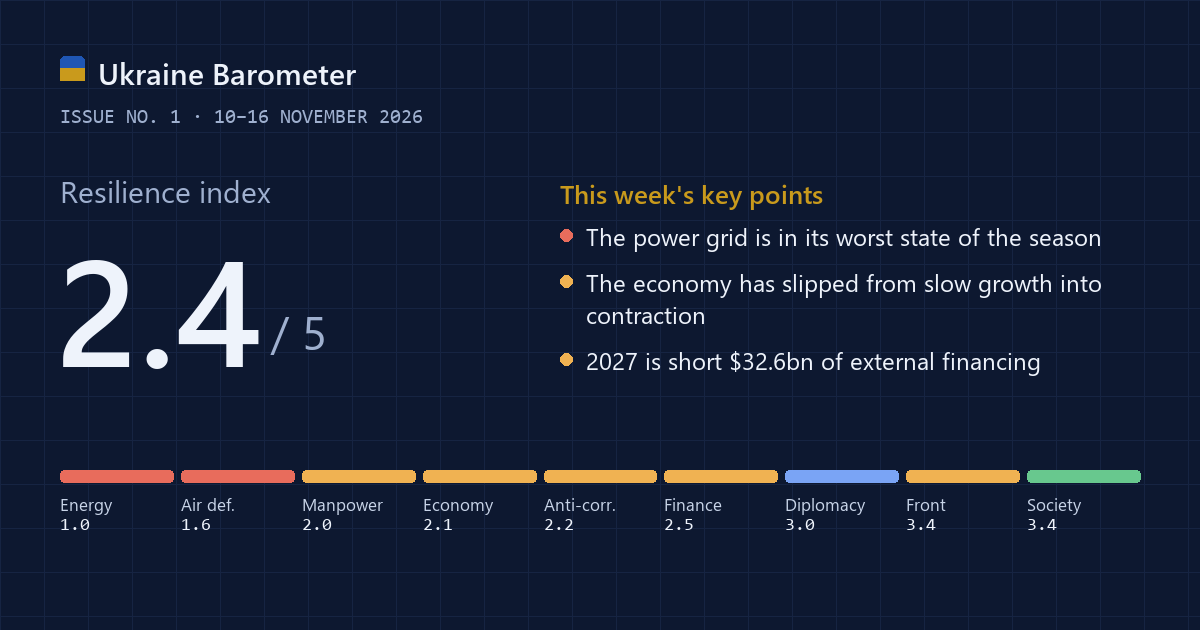 Ukraine Barometer
ISSUE NO. 1 · 10–16 NOVEMBER 2026
Resilience index
2.4 / 5
This week's key points
The power grid is in its worst state of the season
The economy has slipped from slow growth into
contraction
2027 is short $32.6bn of external financing
Energy
1.0
Air def.
1.6
Manpower
2.0
Economy
2.1
Anti-corr.
2.2
Finance
2.5
Diplomacy
3.0
Front
3.4
Society
3.4